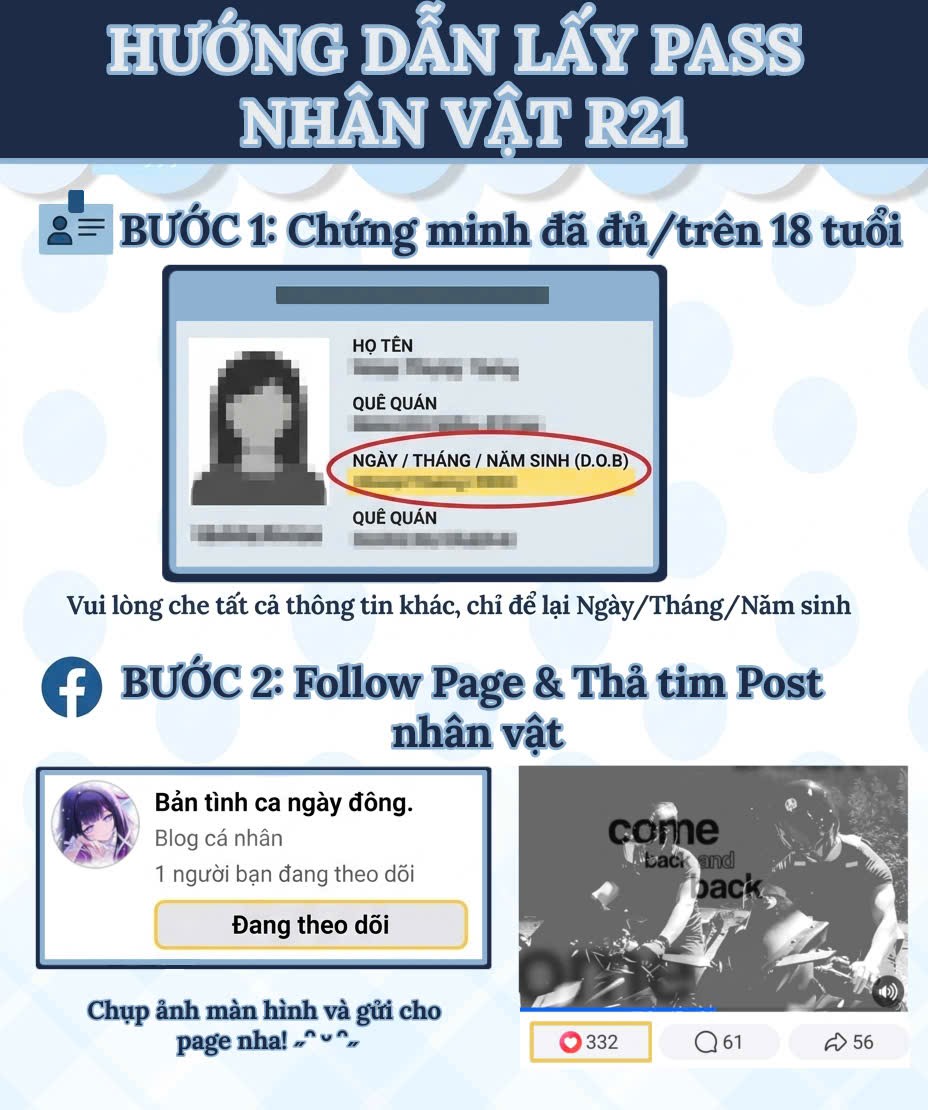 HƯỚNG DẪN LẤY PASS
NHÂN VẬT R21
BƯỚC 1: Chứng minh đã đủ/trên 18 tuổi
HỌ TÊN
QUÊ QUÁN
NGÀY / THÁNG / NĂM SINH (D.O.B)
QUÊ QUÁN
Vui lòng che tất cả thông tin khác, chỉ để lại Ngày/Tháng/Năm sinh
BƯỚC 2: Follow Page & Thả tim Post
nhân vật
Bản tình ca ngày đông.
Blog cá nhân
1 người bạn đang theo dõi
Đang theo dõi
Chụp ảnh màn hình và gửi cho
page nha! ˶ᵔ ᵕ ᵔ˶
come
back and
back
332
61
56